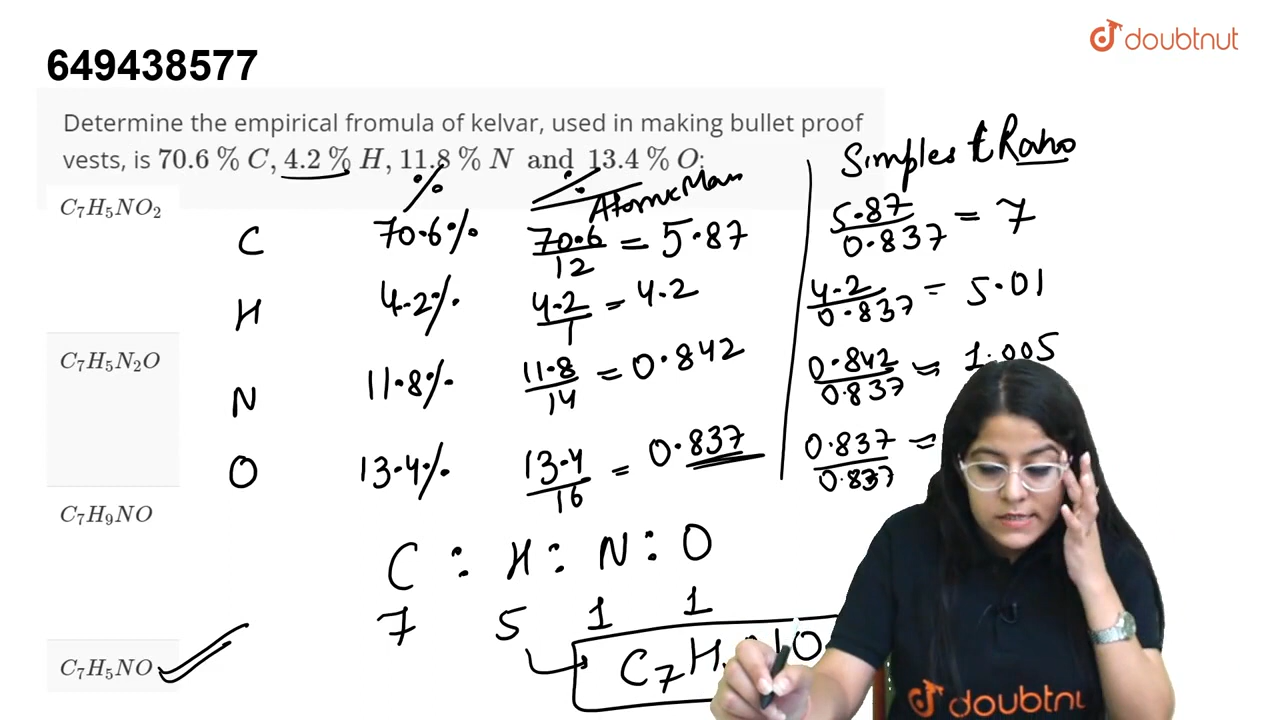 doubtnut
649438577
Determine the empirical fromula of kelvar, used in making bullet proof
vests, is 70.6 % C, 4.2 % H, 11.8 % N and 13.4 % O:
C₇H₅NO₂
C₇H₅N₂O
C₇H₉NO
C₇H₅NO
% %/Atomic Mass Simplest Ratio
C 70.6% 70.6/12 = 5.87 5.87/0.837 = 7
H 4.2% 4.2/1 = 4.2 4.2/0.837 = 5.01
N 11.8% 11.8/14 = 0.842 0.842/0.837 = 1.005
O 13.4% 13.4/16 = 0.837 0.837/0.837 =
C : H : N : O
7 5 1 1
C₇H
doubtnut